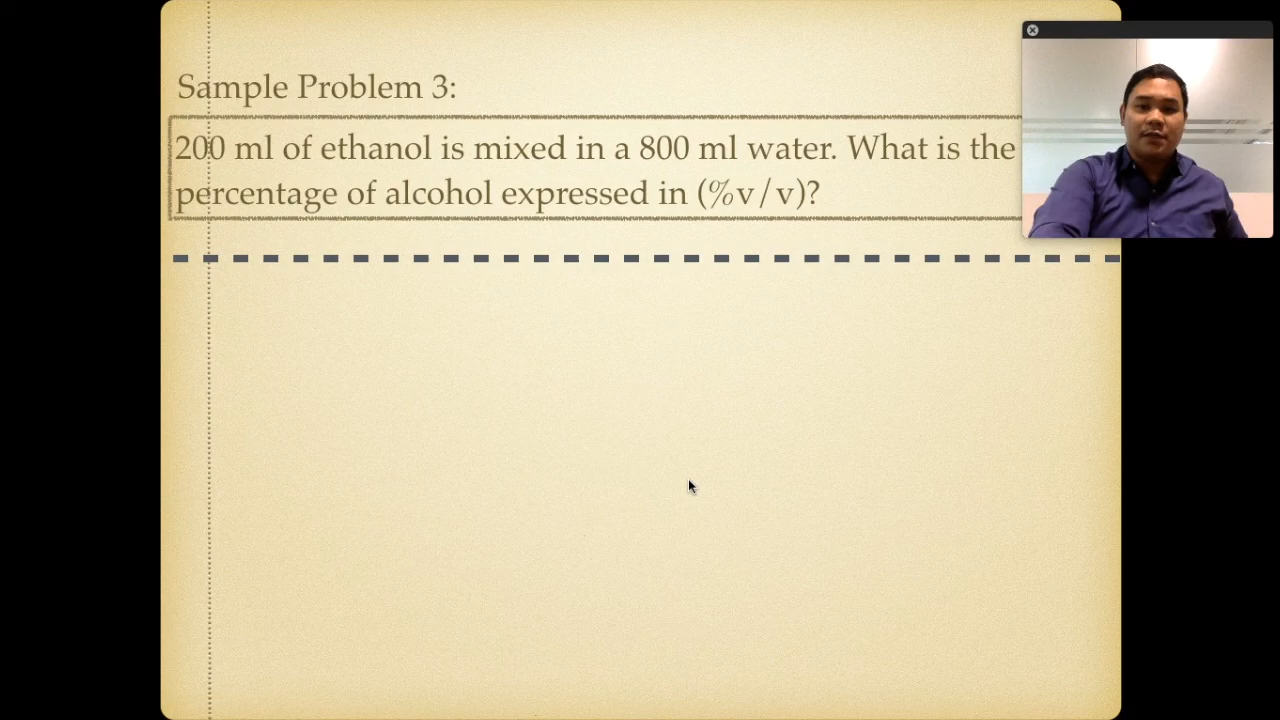 Sample Problem 3:
200 ml of ethanol is mixed in a 800 ml water. What is the
percentage of alcohol expressed in (%v/v)?